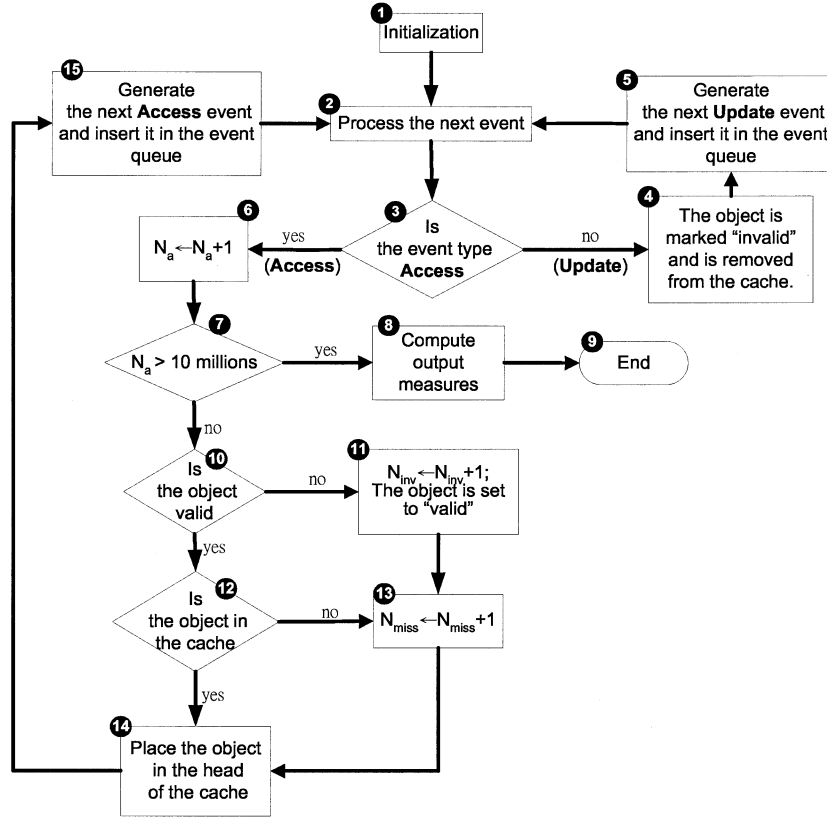 1
Initialization
15
Generate
the next Access event
and insert it in the event
queue
2
Process the next event
5
Generate
the next Update event
and insert it in the event
queue
3
Is
the event type
Access
yes
(Access)
no
(Update)
4
The object is
marked “invalid”
and is removed
from the cache.
6
Na←Na+1
7
Na > 10 millions
yes
8
Compute
output
measures
9
End
no
10
Is
the object
valid
no
11
Ninv←Ninv+1;
The object is set
to “valid”
yes
12
Is
the object in
the cache
no
13
Nmiss←Nmiss+1
yes
14
Place the object
in the head
of the cache